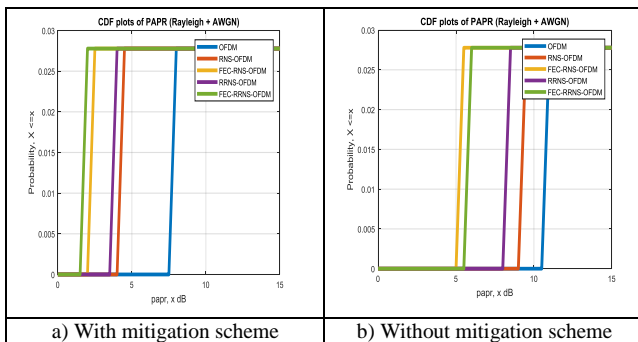 CDF plots of PAPR (Rayleigh + AWGN)
0.03
0.025
0.02
0.015
0.01
0.005
0
Probability, X <=x
OFDM
RNS-OFDM
FEC-RNS-OFDM
RRNS-OFDM
FEC-RRNS-OFDM
0 5 10 15
papr, x dB
a) With mitigation scheme
CDF plots of PAPR (Rayleigh + AWGN)
0.03
0.025
0.02
0.015
0.01
0.005
0
Probability, X <=x
OFDM
RNS-OFDM
FEC-RNS-OFDM
RRNS-OFDM
FEC-RRNS-OFDM
0 5 10 15
papr, x dB
b) Without mitigation scheme